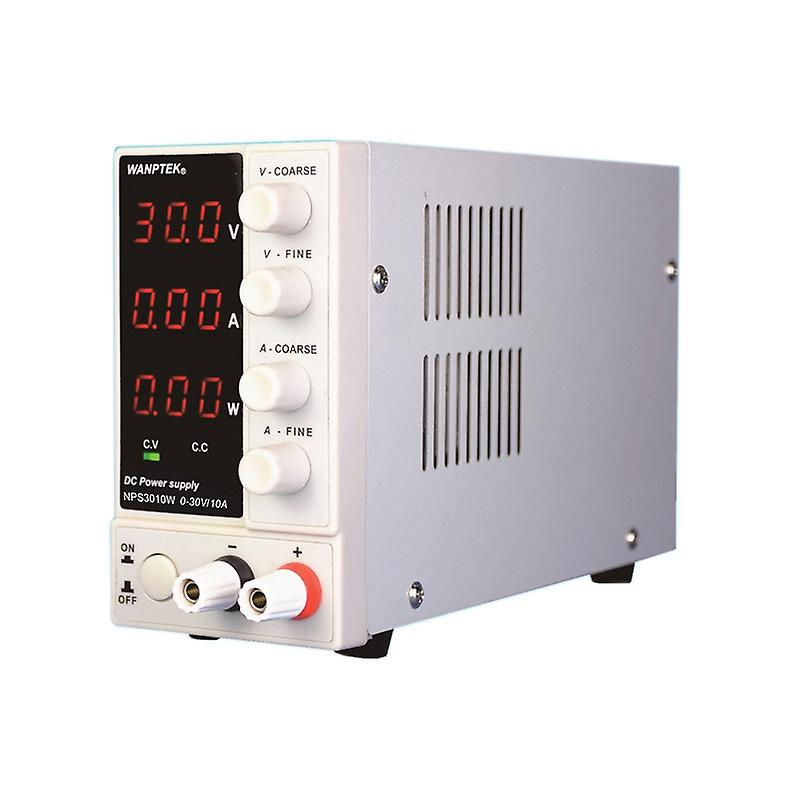 WANPTEK®
30.0 V
0.00 A
0.00 W
C.V C.C
DC Power supply
NPS3010W 0-30V/10A
V - COARSE
V - FINE
A - COARSE
A - FINE
ON
OFF
- +